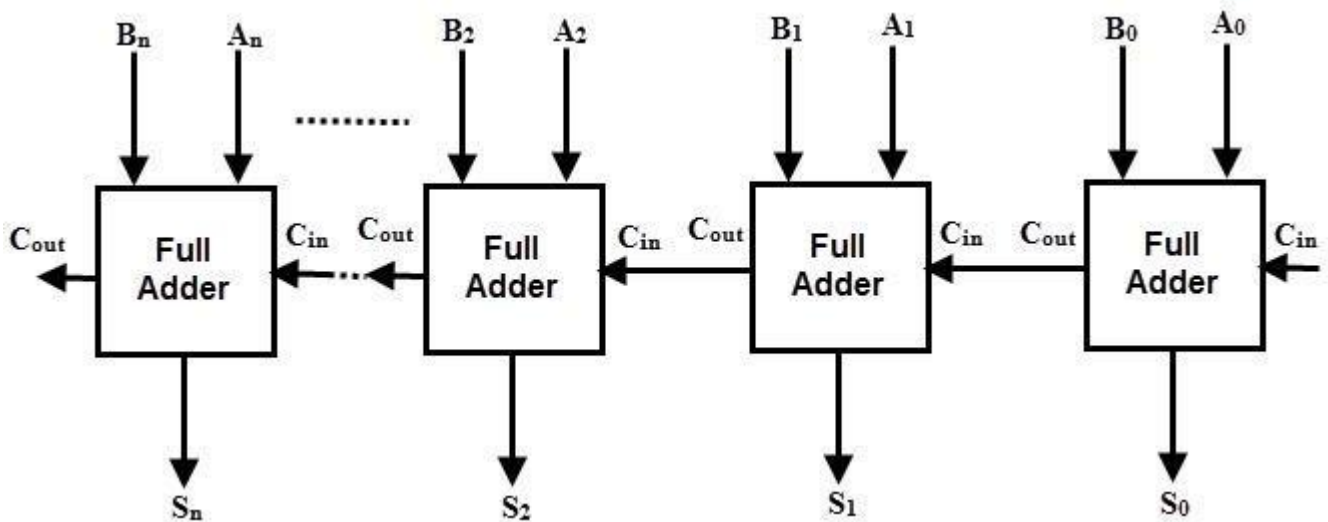 Bn An B2 A2 B1 A1 B0 A0
Cout Full Adder Cin Cout Full Adder Cin Cout Full Adder Cin Cout Full Adder Cin
Sn S2 S1 S0